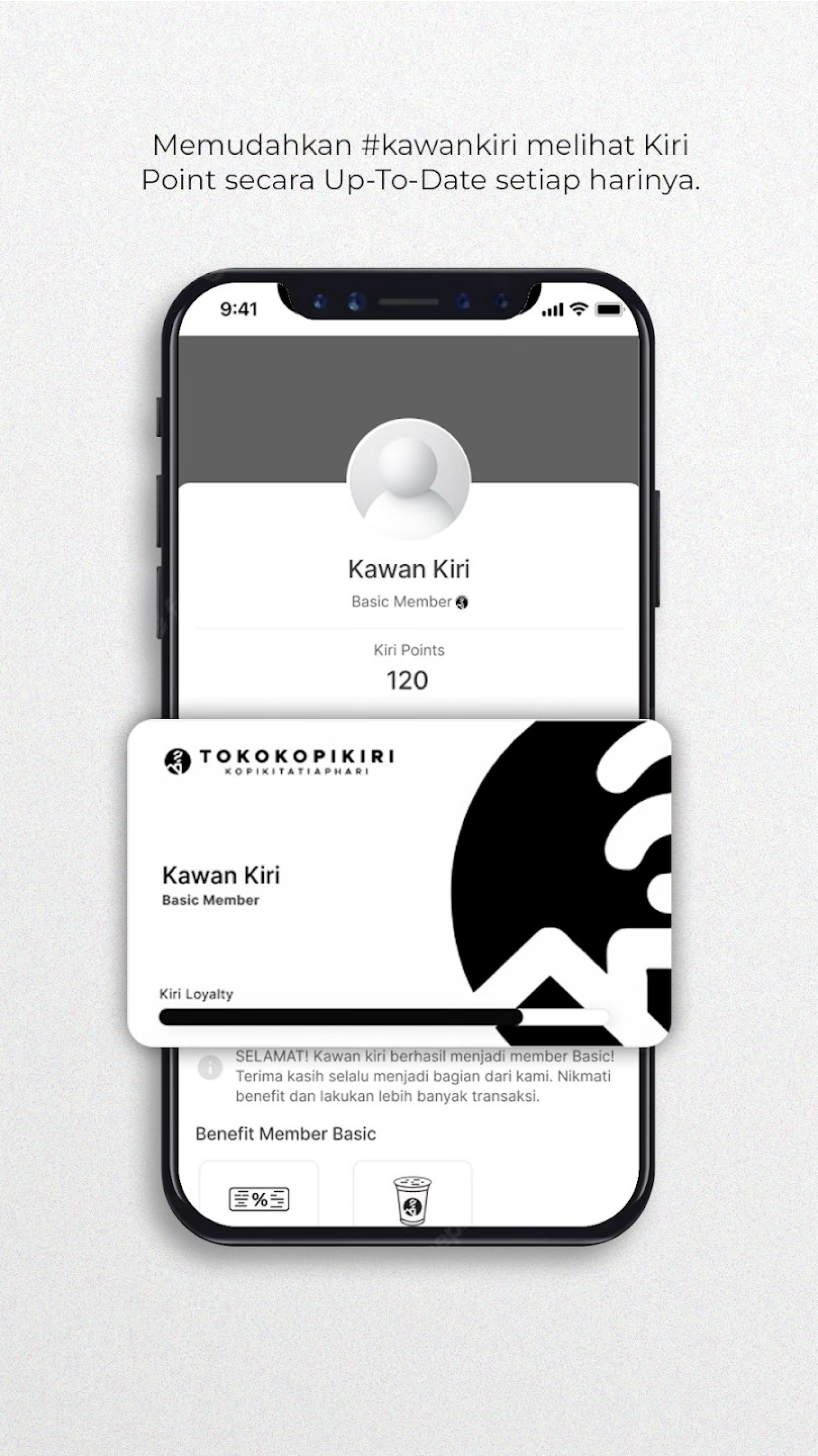 Memudahkan #kawankiri melihat Kiri
Point secara Up-To-Date setiap harinya.
9:41
Kawan Kiri
Basic Member
Kiri Points
120
TOKOKOPIKIRI
KOPIKITATIAPHARI
Kawan Kiri
Basic Member
Kiri Loyalty
SELAMAT! Kawan kiri berhasil menjadi member Basic!
Terima kasih selalu menjadi bagian dari kami. Nikmati
benefit dan lakukan lebih banyak transaksi.
Benefit Member Basic
%